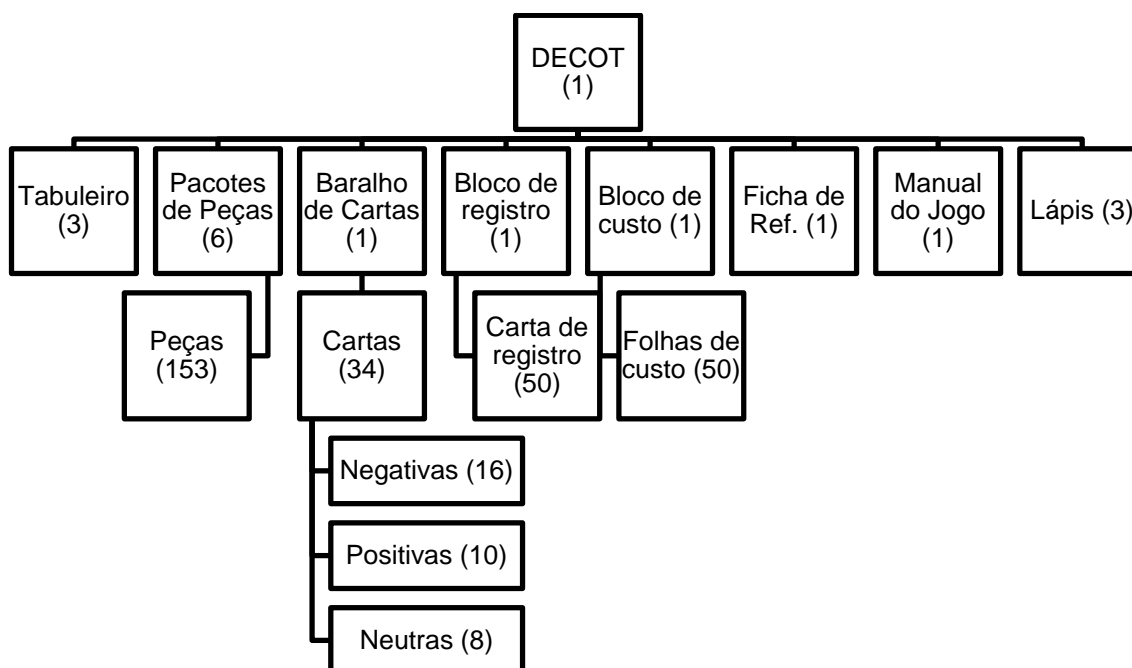 DECOT
(1)
Tabuleiro
(3)
Pacotes
de Peças
(6)
Baralho
de Cartas
(1)
Bloco de
registro
(1)
Bloco de
custo (1)
Ficha de
Ref. (1)
Manual
do Jogo
(1)
Lápis (3)
Peças
(153)
Cartas
(34)
Carta de
registro
(50)
Folhas de
custo (50)
Negativas (16)
Positivas (10)
Neutras (8)